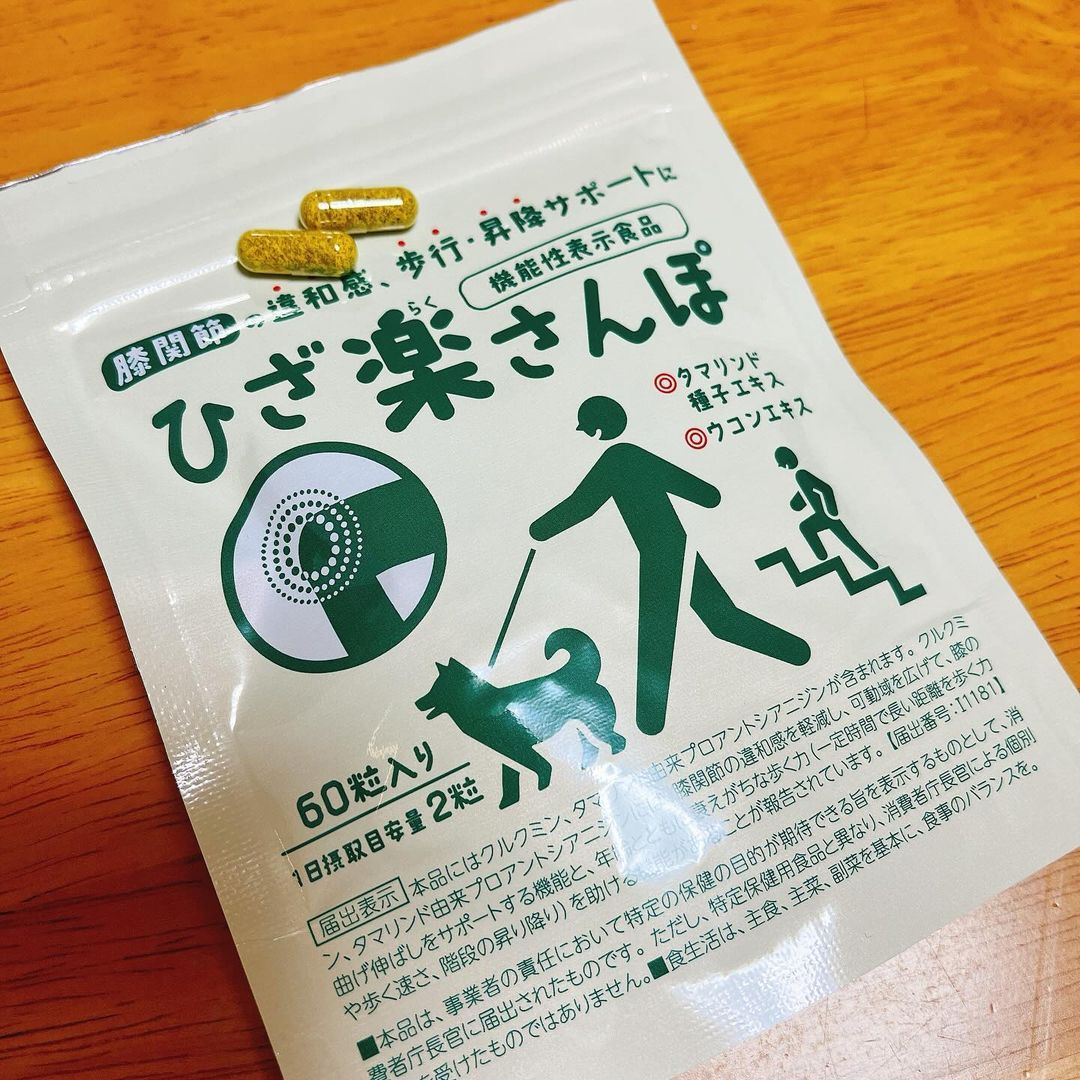 膝関節の違和感、歩行・昇降サポートに
機能性表示食品
らく
ひざ楽さんぽ
タマリンド
種子エキス
ウコンエキス
60粒入り
1日摂取目安量2粒
届出表示 本品にはクルクミン、タマ 由来プロアントシアニジンが含まれます。クルクミ
ン、タマリンド由来プロアントシアニジン 膝関節の違和感を軽減し、可動域を広げて、膝の
曲げ伸ばしをサポートする機能と、年 とともに衰えがちな歩く力(一定時間で長い距離を歩く力
や歩く速さ、階段の昇り降り)を助ける ことが報告されています。【届出番号:I1181】
■本品は、事業者の責任において特定の保健の目的が期待できる旨を表示するものとして、消
費者庁長官に届出されたものです。ただし、特定保健用食品と異なり、消費者庁長官による個別
を受けたものではありません。■食生活は、主食、主菜、副菜を基本に、食事のバランスを。